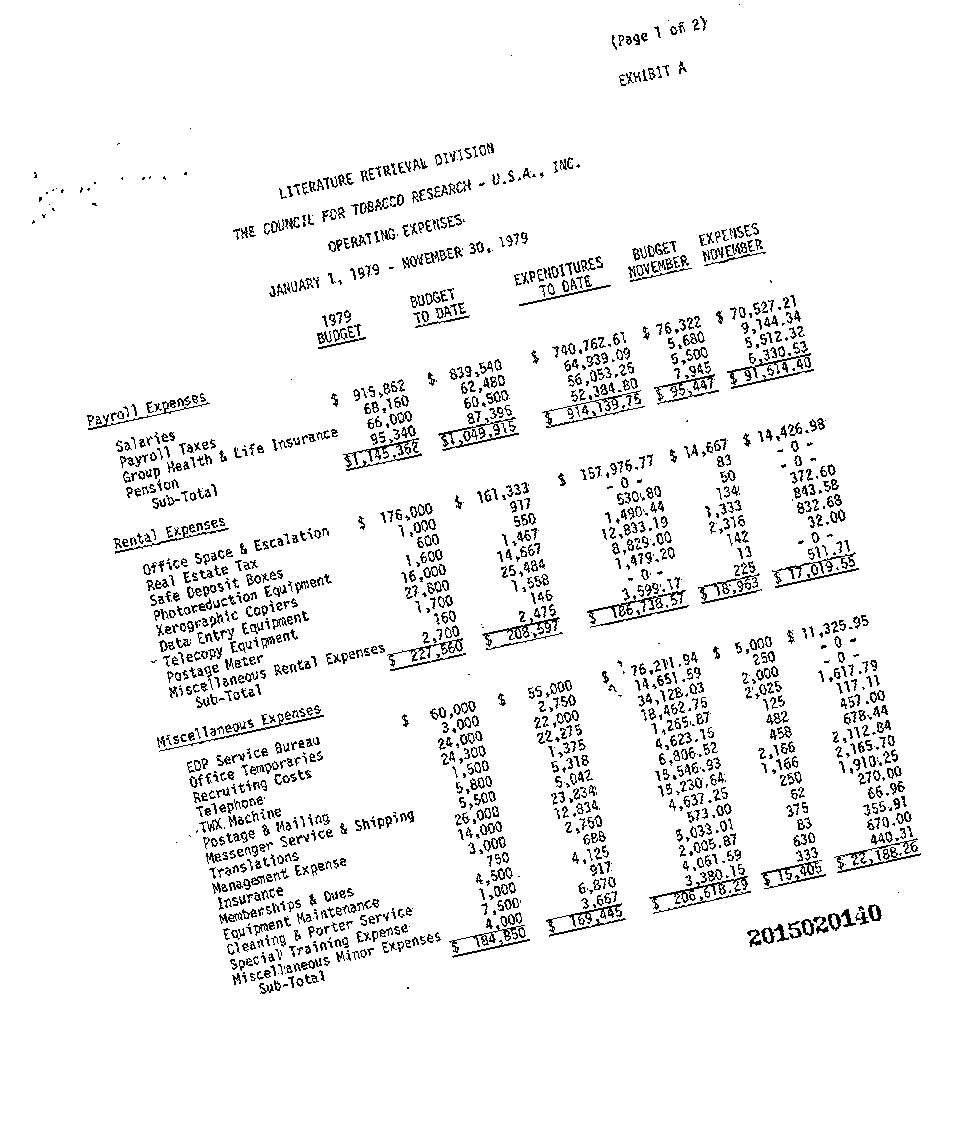 (Page 1 of 2)
EXHIBIT A
LITERATURE RETRIEVAL DIVISION
THE COUNCIL FOR TOBACCO RESEARCH - U.S.A., INC.
OPERATING EXPENSES
JANUARY 1, 1979 - NOVEMBER 30, 1979
1979 BUDGET BUDGET TO DATE EXPENDITURES TO DATE BUDGET NOVEMBER EXPENSES NOVEMBER
Payroll Expenses
Salaries $ 915,862 $ 839,540 $ 740,762.61 $ 76,322 $ 70,527.21
Payroll Taxes 68,160 62,480 64,939.09 5,680 9,144.34
Group Health & Life Insurance 66,000 60,500 56,053.25 5,500 5,512.32
Pension 95,340 87,395 52,384.80 7,945 6,330.53
Sub-Total $1,145,362 $1,049,915 $ 914,139.75 $ 95,447 $ 91,514.40
Rental Expenses
Office Space & Escalation $ 176,000 $ 161,333 $ 157,976.77 $ 14,667 $ 14,426.98
Real Estate Tax 1,000 917 - 0 - 83 - 0 -
Safe Deposit Boxes 600 550 530.80 50 - 0 -
Photoreduction Equipment 1,600 1,467 1,490.44 134 372.60
Xerographic Copiers 16,000 14,667 12,833.19 1,333 843.58
Data Entry Equipment 27,800 25,484 8,829.00 2,316 832.68
Telecopy Equipment 1,700 1,558 1,479.20 142 32.00
Postage Meter 160 146 - 0 - 13 - 0 -
Miscellaneous Rental Expenses 2,700 2,475 3,599.17 225 511.71
Sub-Total $ 227,560 $ 208,597 $ 186,738.57 $ 18,963 $ 17,019.55
Miscellaneous Expenses
EDP Service Bureau $ 60,000 $ 55,000 $ 76,211.94 $ 5,000 $ 11,325.95
Office Temporaries 3,000 2,750 14,651.59 250 - 0 -
Recruiting Costs 24,000 22,000 34,128.03 2,000 - 0 -
Telephone 24,300 22,275 18,462.76 2,025 1,617.79
TWX Machine 1,500 1,375 1,265.87 125 117.11
Postage & Mailing 5,800 5,318 4,623.15 482 457.00
Messenger Service & Shipping 5,500 5,042 6,806.52 458 678.44
Translations 26,000 23,834 15,546.93 2,166 2,112.84
Management Expense 14,000 12,834 15,230.64 1,166 2,165.70
Insurance 3,000 2,750 4,637.25 250 1,910.25
Memberships & Dues 750 688 573.00 62 270.00
Equipment Maintenance 4,500 4,125 5,033.01 375 66.96
Cleaning & Porter Service 1,000 917 2,005.87 83 355.91
Special Training Expense 7,500 6,870 4,061.59 630 670.00
Miscellaneous Minor Expenses 4,000 3,667 3,380.15 333 440.31
Sub-Total $ 184,850 $ 169,445 $ 206,618.29 $ 15,405 $ 22,188.26
2015020140